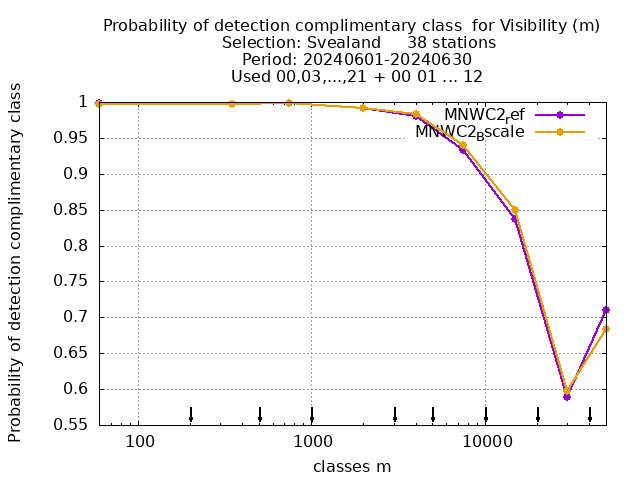 Probability of detection complimentary class  for Visibility (m)
Selection: Svealand     38 stations
Period: 20240601-20240630
Used 00,03,...,21 + 00 01 ... 12
Probability of detection complimentary class
1
0.95
0.9
0.85
0.8
0.75
0.7
0.65
0.6
0.55
MNWC2_ref
MNWC2_Bscale
100
1000
10000
classes m